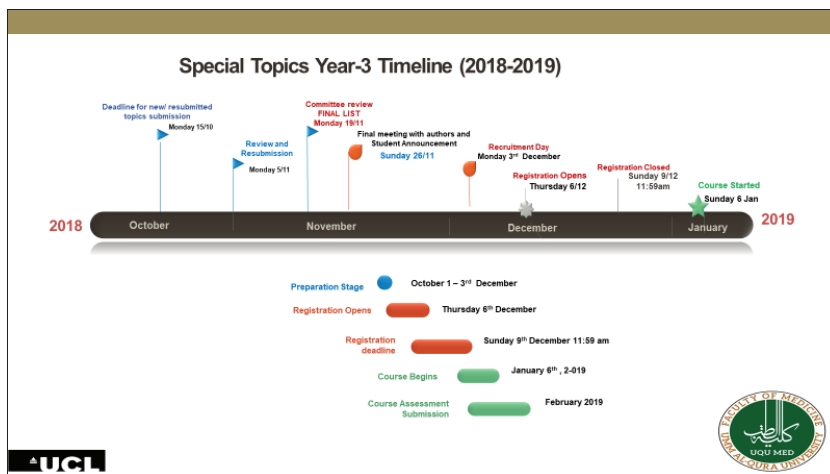 Special Topics Year-3 Timeline (2018-2019)
Deadline for new/ resubmitted
topics submission
Monday 15/10
Review and
Resubmission
Monday 5/11
Committee review
FINAL LIST
Monday 19/11
Final meeting with authors and
Student Announcement
Sunday 26/11
Recruitment Day
Monday 3rd December
Registration Opens
Thursday 6/12
Registration Closed
Sunday 9/12
11:59am
Course Started
Sunday 6 Jan
2018
October
November
December
January
2019
Preparation Stage
October 1 – 3rd December
Registration Opens
Thursday 6th December
Registration
deadline
Sunday 9th December 11:59 am
Course Begins
January 6th , 2-019
Course Assessment
Submission
February 2019
UCL
FACULTY OF MEDICINE
UQU MED
UMM AL-QURA UNIVERSITY